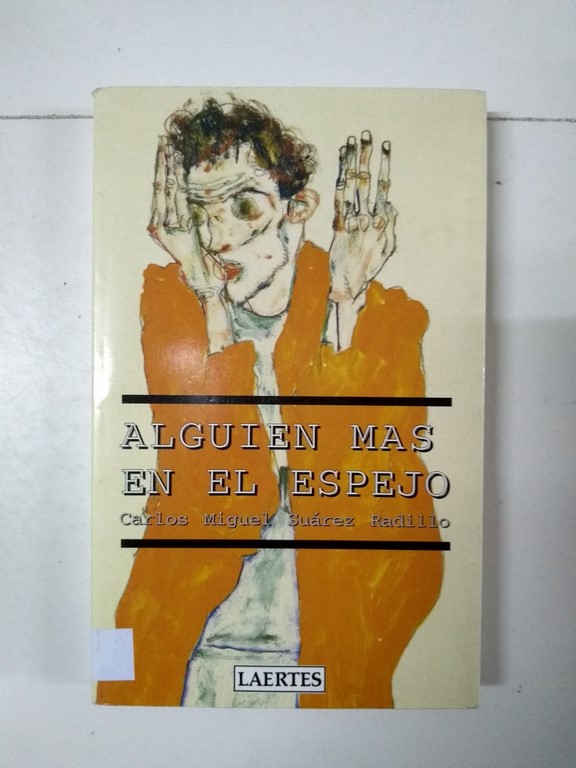 ALGUIEN MAS
EN EL ESPEJO
Carlos Miguel Suárez Radillo
LAERTES